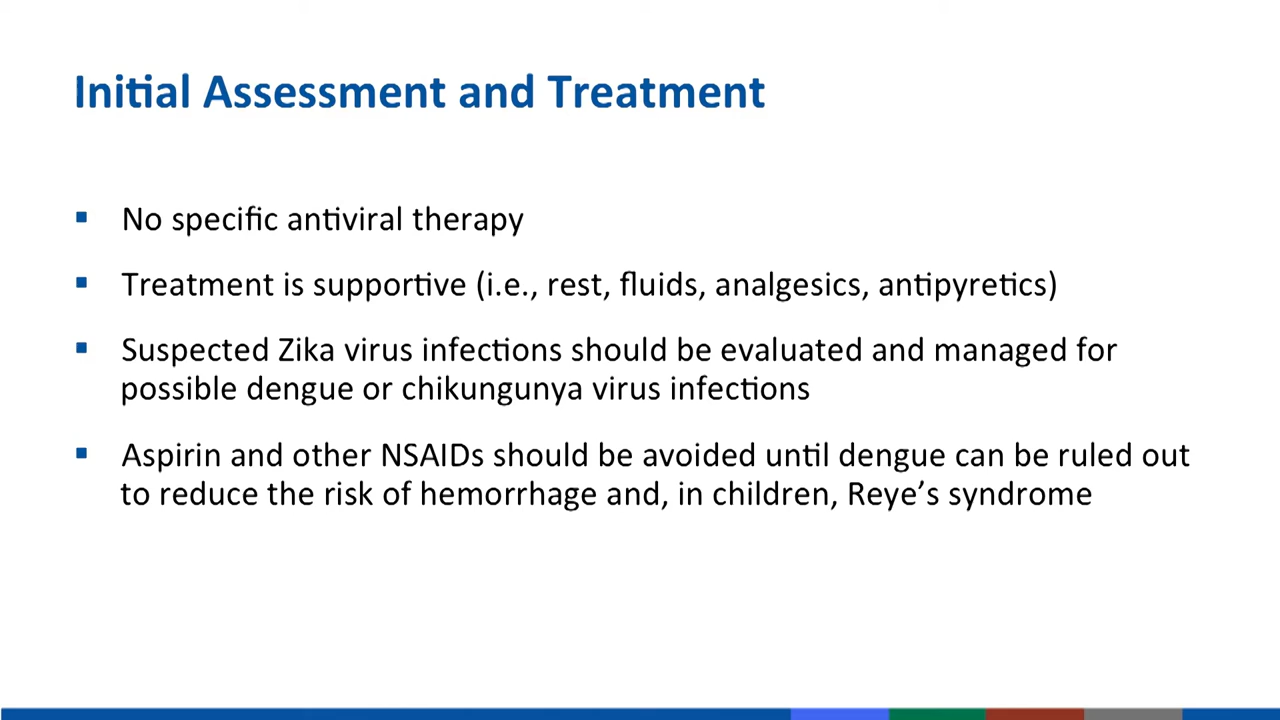 Initial Assessment and Treatment
▪ No specific antiviral therapy
▪ Treatment is supportive (i.e., rest, fluids, analgesics, antipyretics)
▪ Suspected Zika virus infections should be evaluated and managed for
possible dengue or chikungunya virus infections
▪ Aspirin and other NSAIDs should be avoided until dengue can be ruled out
to reduce the risk of hemorrhage and, in children, Reye’s syndrome